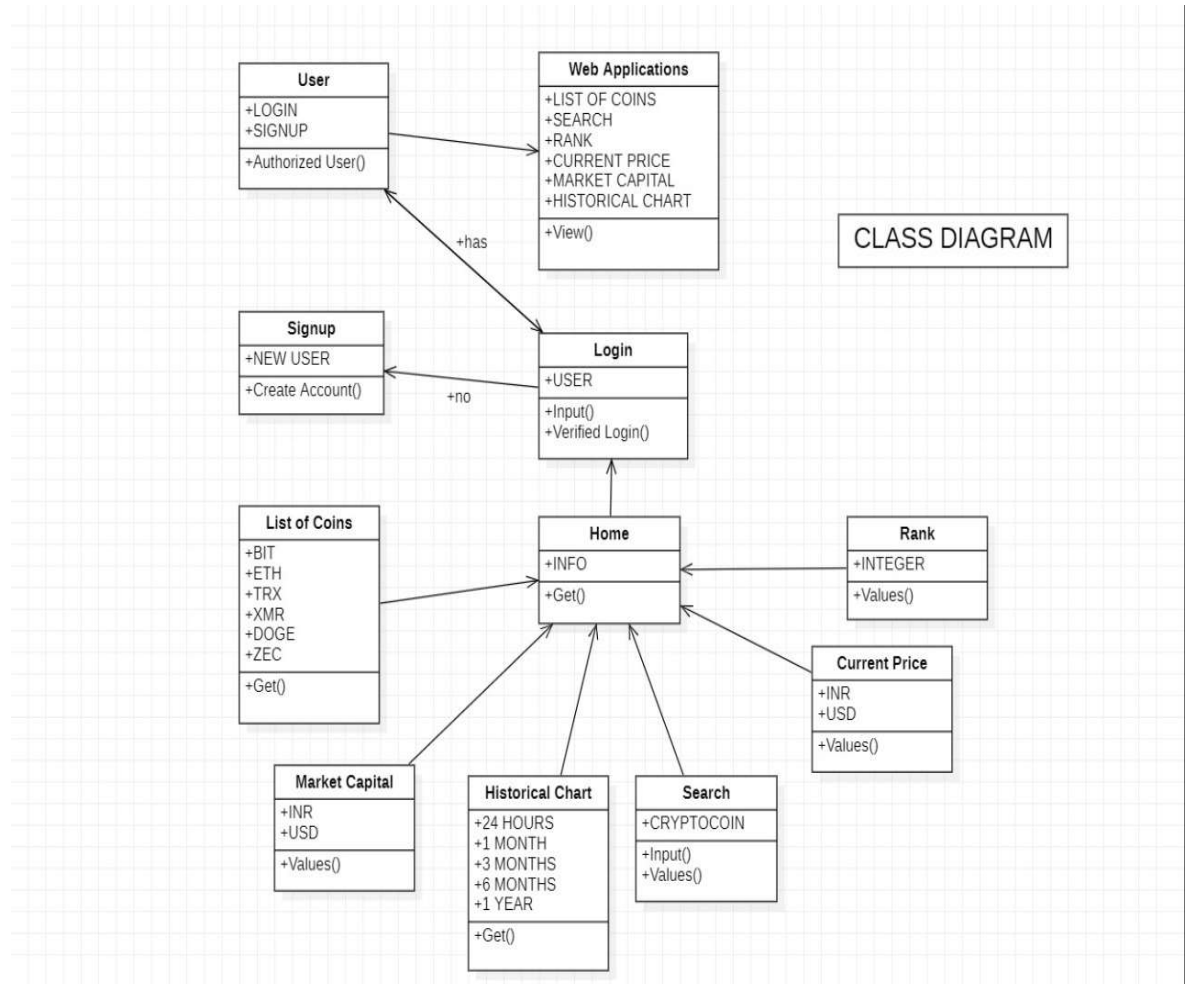 User
+LOGIN
+SIGNUP
+Authorized User()
Web Applications
+LIST OF COINS
+SEARCH
+RANK
+CURRENT PRICE
+MARKET CAPITAL
+HISTORICAL CHART
+View()
CLASS DIAGRAM
+has
Signup
+NEW USER
+Create Account()
+no
Login
+USER
+Input()
+Verified Login()
List of Coins
+BIT
+ETH
+TRX
+XMR
+DOGE
+ZEC
+Get()
Home
+INFO
+Get()
Rank
+INTEGER
+Values()
Current Price
+INR
+USD
+Values()
Market Capital
+INR
+USD
+Values()
Historical Chart
+24 HOURS
+1 MONTH
+3 MONTHS
+6 MONTHS
+1 YEAR
+Get()
Search
+CRYPTOCOIN
+Input()
+Values()